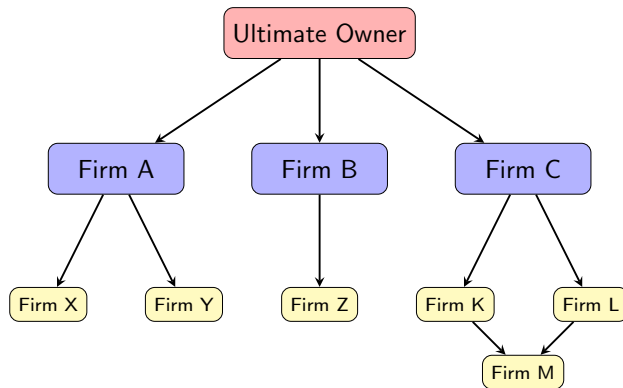 Ultimate Owner
Firm A
Firm B
Firm C
Firm X
Firm Y
Firm Z
Firm K
Firm L
Firm M